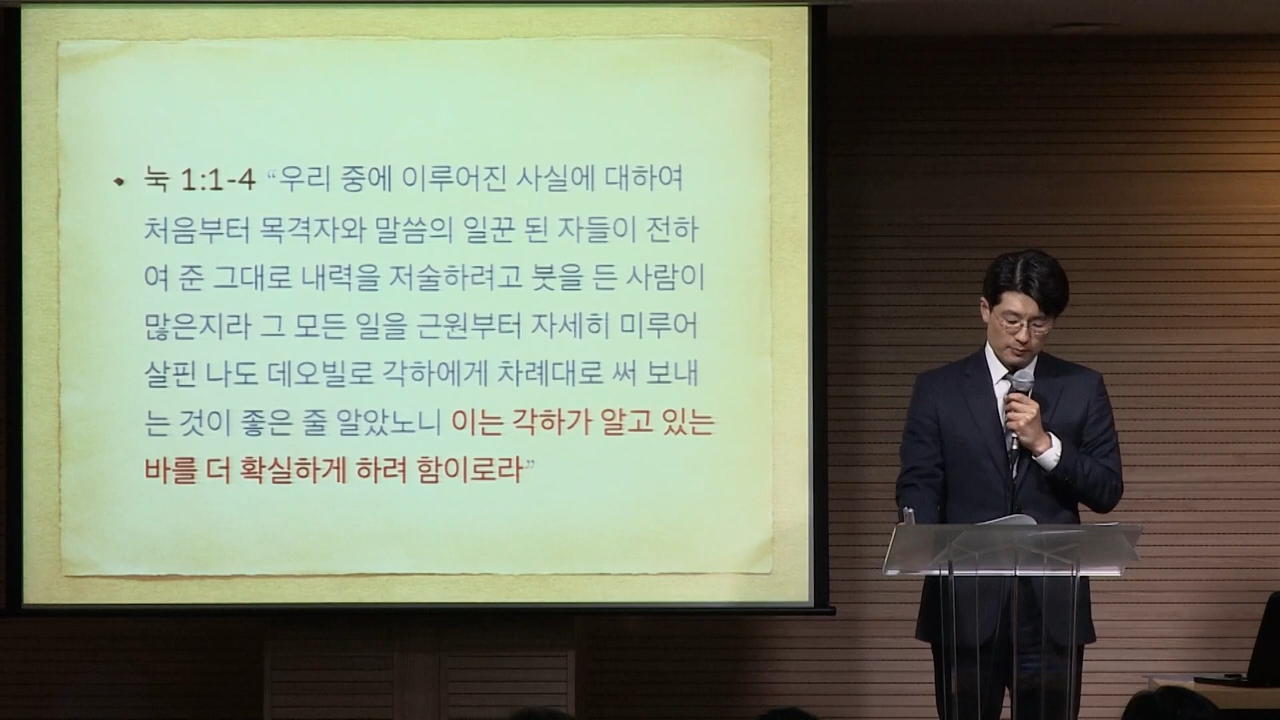 • 눅 1:1-4 “우리 중에 이루어진 사실에 대하여
처음부터 목격자와 말씀의 일꾼 된 자들이 전하
여 준 그대로 내력을 저술하려고 붓을 든 사람이
많은지라 그 모든 일을 근원부터 자세히 미루어
살핀 나도 데오빌로 각하에게 차례대로 써 보내
는 것이 좋은 줄 알았노니 이는 각하가 알고 있는
바를 더 확실하게 하려 함이로라”